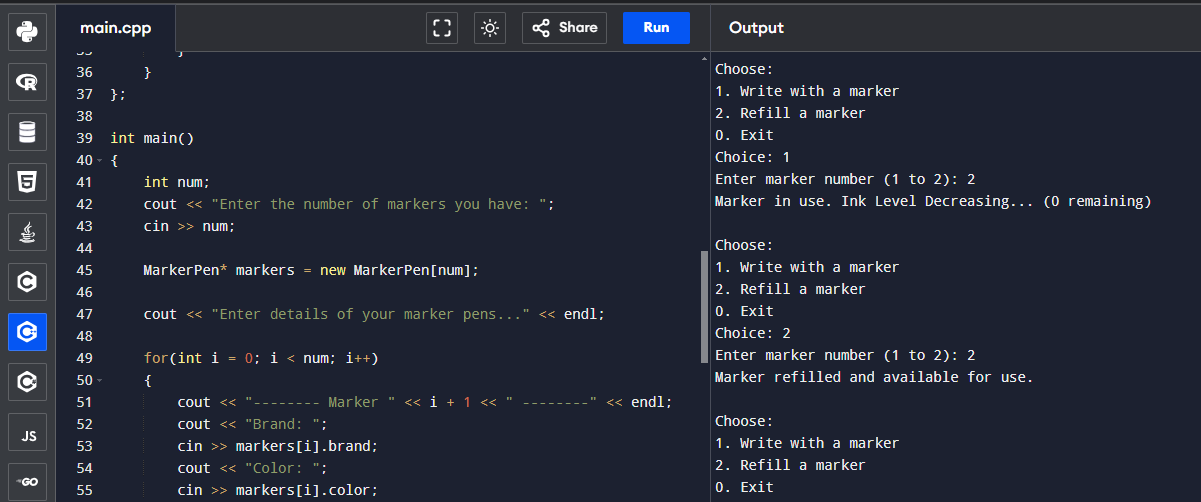 main.cpp
Share
Run
Output
35 }
36 }
37 };
38
39 int main()
40 {
41 int num;
42 cout << "Enter the number of markers you have: ";
43 cin >> num;
44
45 MarkerPen* markers = new MarkerPen[num];
46
47 cout << "Enter details of your marker pens..." << endl;
48
49 for(int i = 0; i < num; i++)
50 {
51 cout << "-------- Marker " << i + 1 << " --------" << endl;
52 cout << "Brand: ";
53 cin >> markers[i].brand;
54 cout << "Color: ";
55 cin >> markers[i].color;
Choose:
1. Write with a marker
2. Refill a marker
0. Exit
Choice: 1
Enter marker number (1 to 2): 2
Marker in use. Ink Level Decreasing... (0 remaining)
Choose:
1. Write with a marker
2. Refill a marker
0. Exit
Choice: 2
Enter marker number (1 to 2): 2
Marker refilled and available for use.
Choose:
1. Write with a marker
2. Refill a marker
0. Exit
R
5
C
C
C
JS
GO